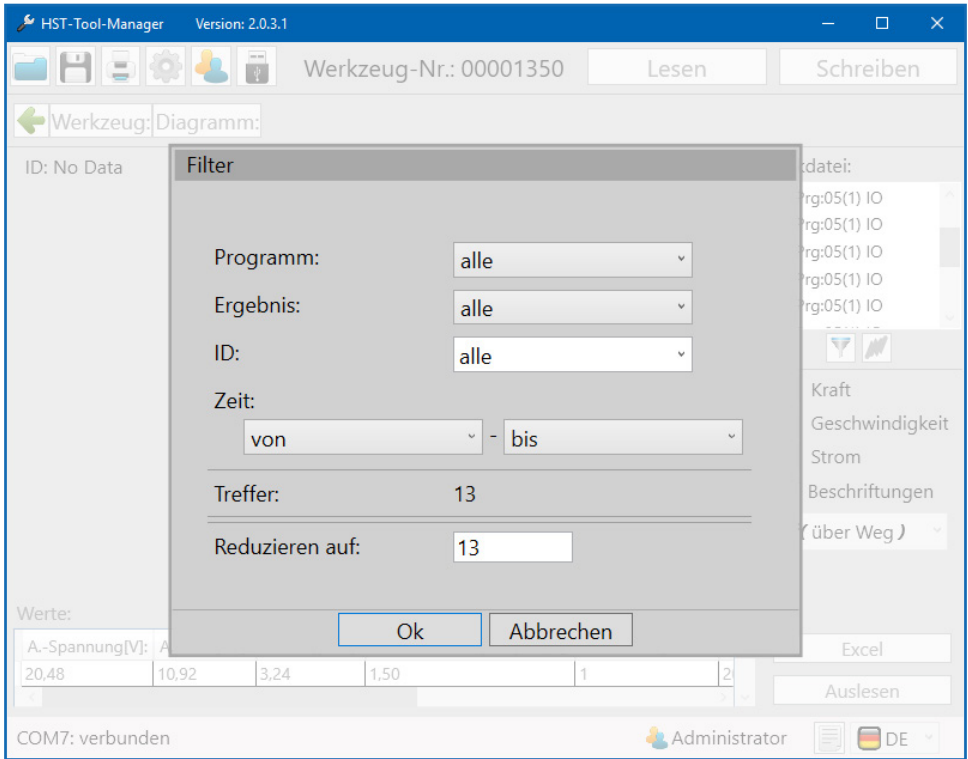 HST-Tool-Manager Version: 2.0.3.1
Werkzeug-Nr.: 00001350 Lesen Schreiben
Werkzeug: Diagramm:
ID: No Data
Filter
Programm: alle
Ergebnis: alle
ID: alle
Zeit:
von - bis
Treffer: 13
Reduzieren auf: 13
Ok Abbrechen
datei:
rg:05(1) IO
rg:05(1) IO
rg:05(1) IO
rg:05(1) IO
rg:05(1) IO
Kraft
Geschwindigkeit
Strom
Beschriftungen
( über Weg )
Werte:
A.-Spannung[V]: A
20,48 10,92 3,24 1,50 1 2
Excel
Auslesen
COM7: verbunden Administrator DE